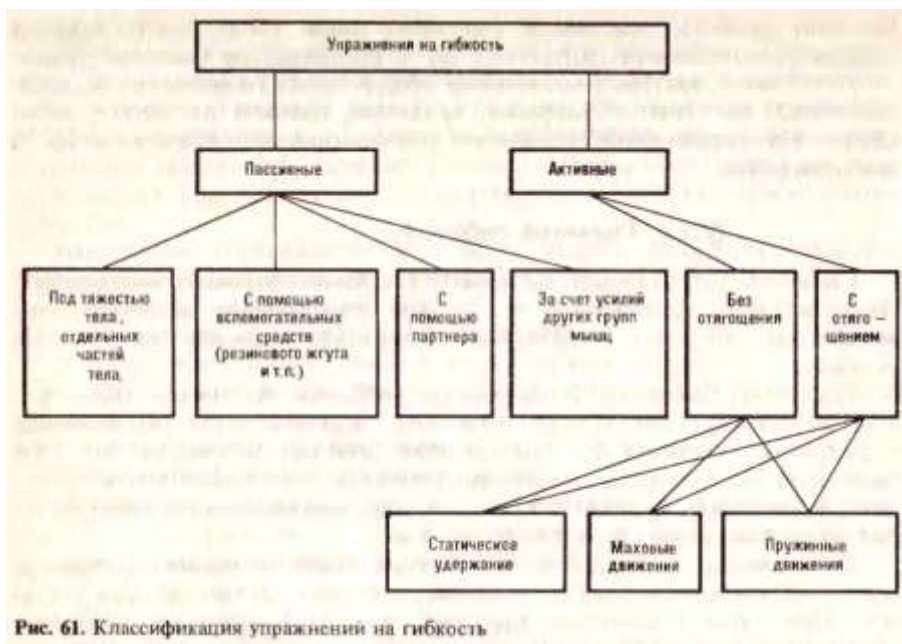 Упражнения на гибкость
Пассивные
Активные
Под тяжестью
тела,
отдельных
частей
тела
С помощью
вспомогательных
средств
(резинового жгута
и т.п.)
С
помощью
партнера
За счет усилий
других групп
мышц
Без
отягощения
С
отяго-
щением
Статическое
удержание
Маховые
движения
Пружинные
движения
Рис. 61. Классификация упражнений на гибкость